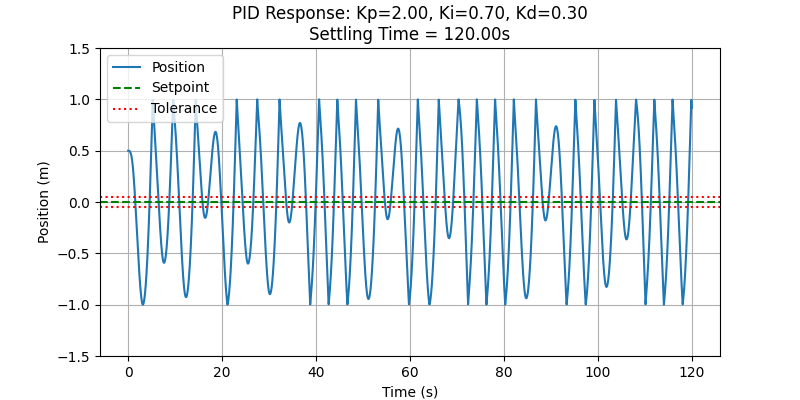 PID Response: Kp=2.00, Ki=0.70, Kd=0.30
Settling Time = 120.00s
Position
Setpoint
Tolerance
1.5
1.0
0.5
0.0
−0.5
−1.0
−1.5
Position (m)
0
20
40
60
80
100
120
Time (s)